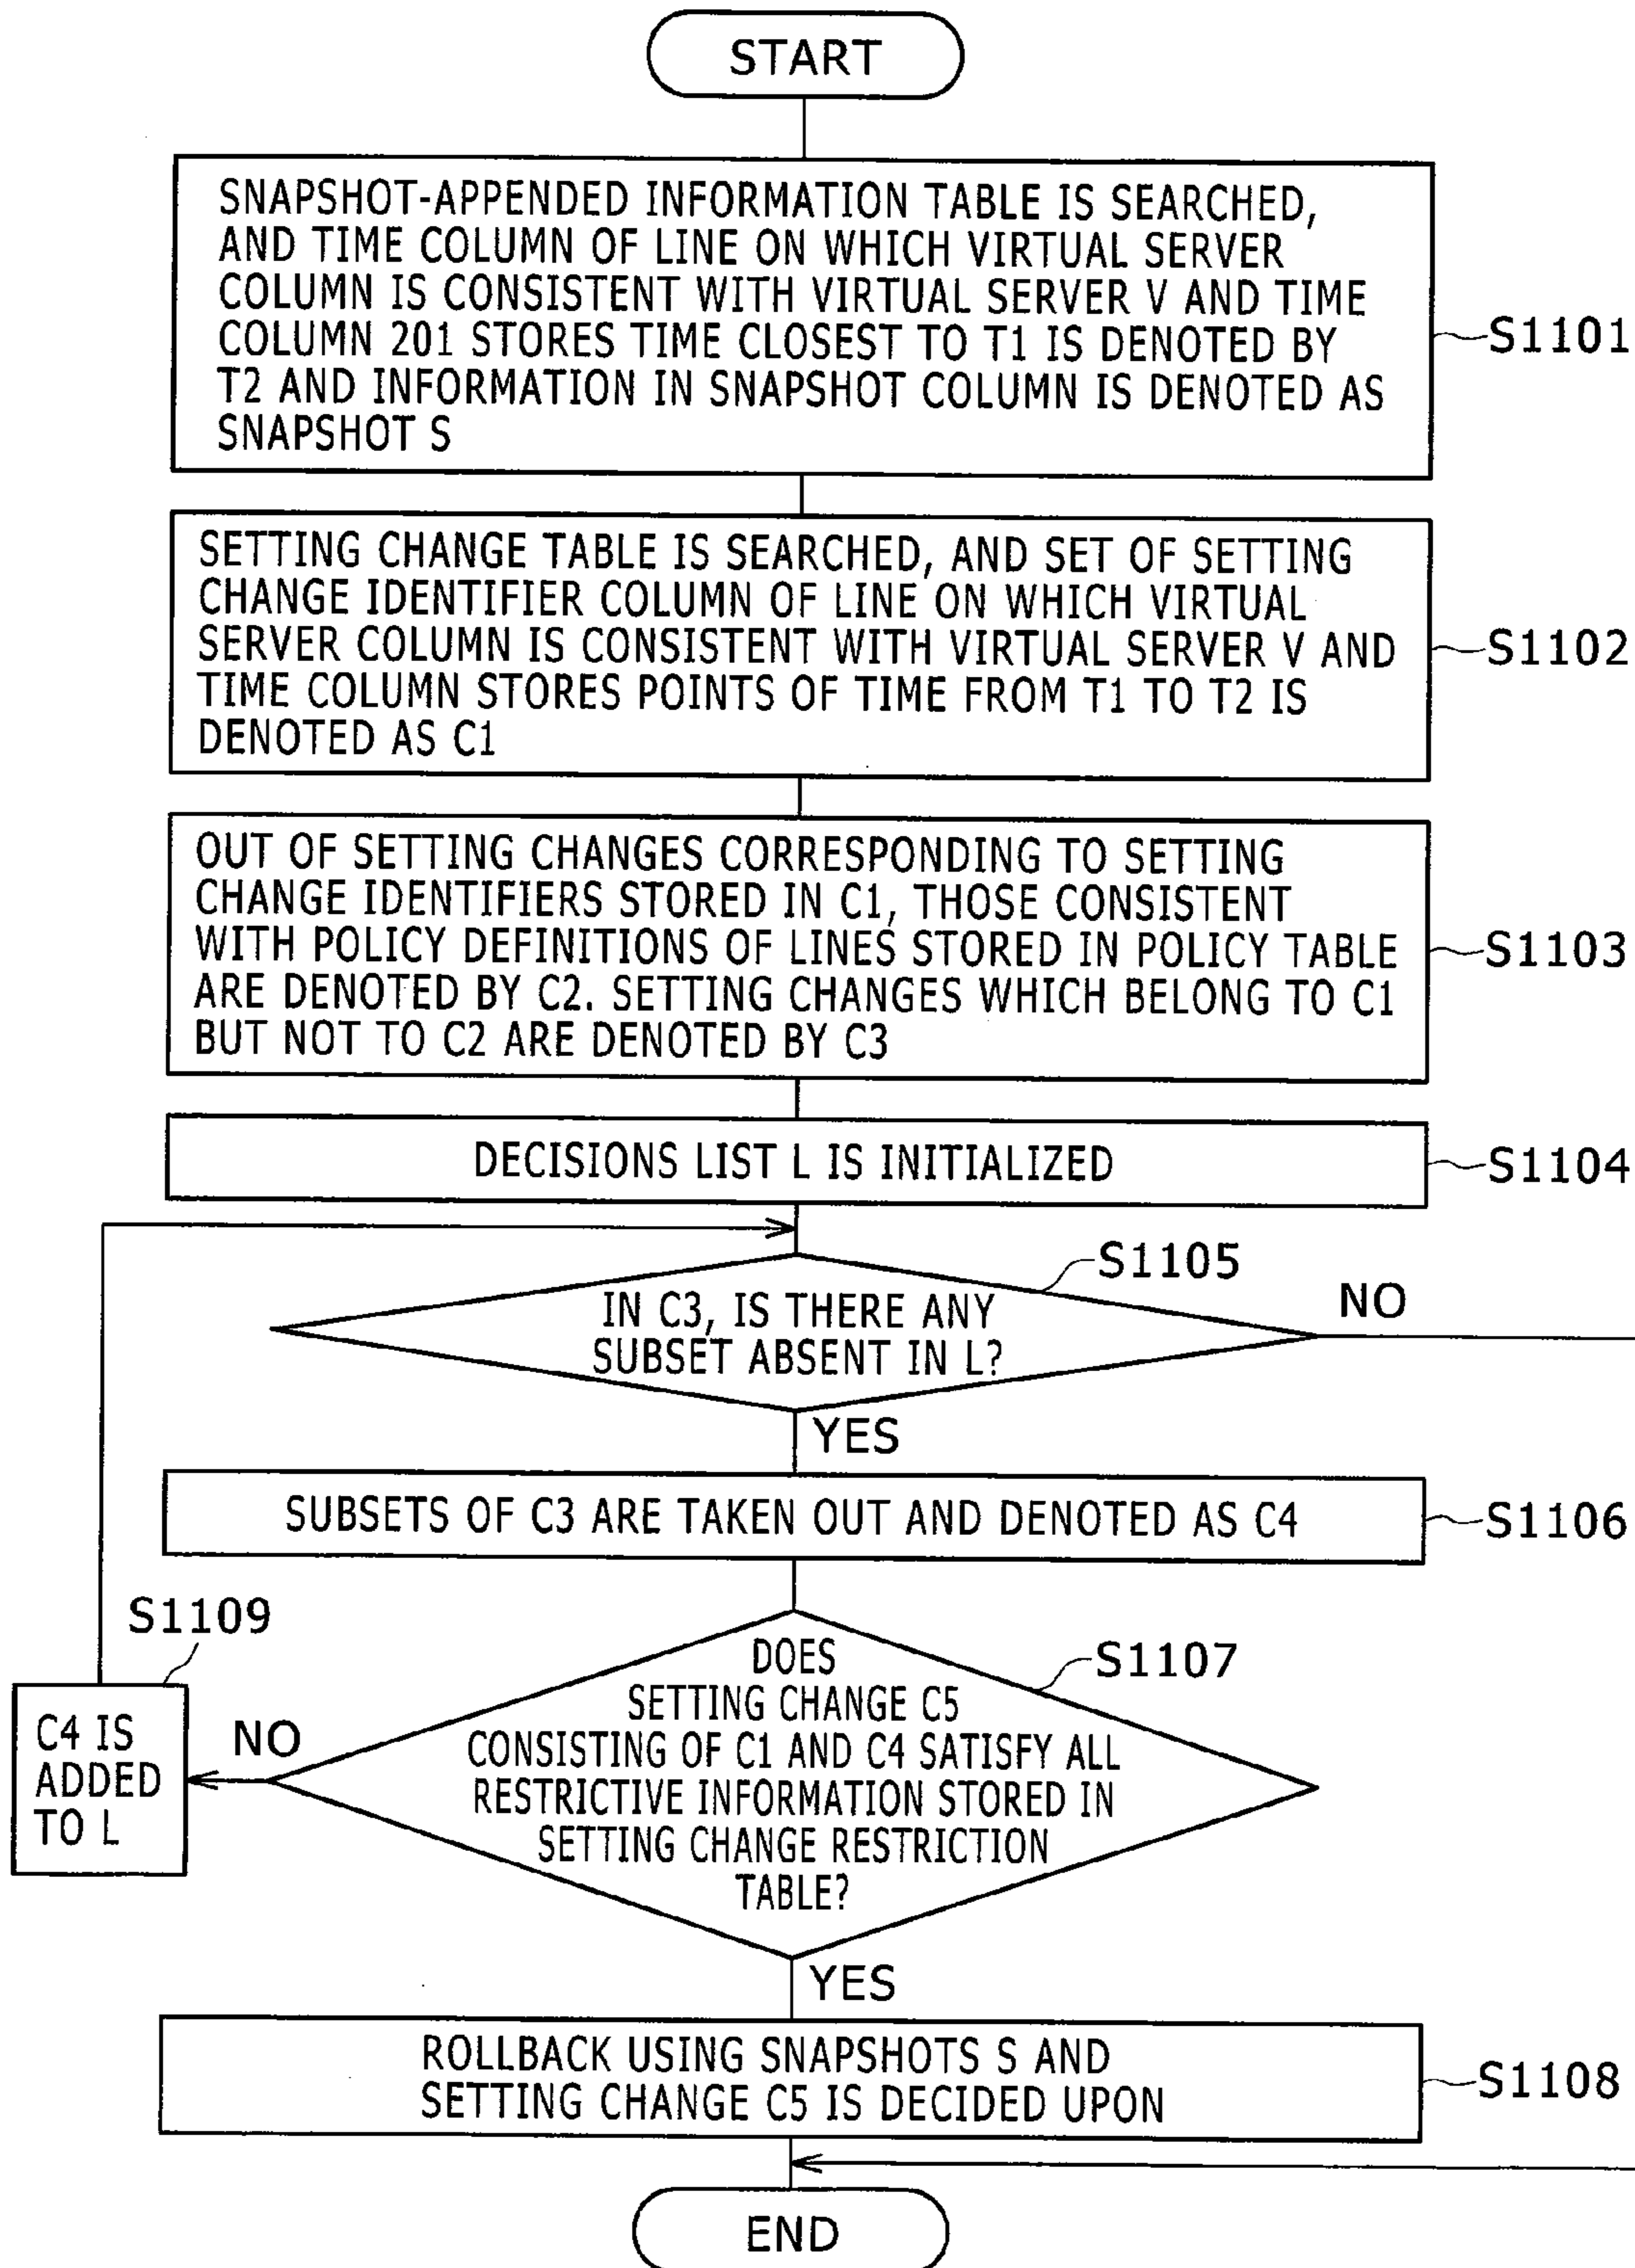 START
SNAPSHOT-APPENDED INFORMATION TABLE IS SEARCHED,
AND TIME COLUMN OF LINE ON WHICH VIRTUAL SERVER
COLUMN IS CONSISTENT WITH VIRTUAL SERVER V AND TIME
COLUMN 201 STORES TIME CLOSEST TO T1 IS DENOTED BY
T2 AND INFORMATION IN SNAPSHOT COLUMN IS DENOTED AS
SNAPSHOT S
S1101
SETTING CHANGE TABLE IS SEARCHED, AND SET OF SETTING
CHANGE IDENTIFIER COLUMN OF LINE ON WHICH VIRTUAL
SERVER COLUMN IS CONSISTENT WITH VIRTUAL SERVER V AND
TIME COLUMN STORES POINTS OF TIME FROM T1 TO T2 IS
DENOTED AS C1
S1102
OUT OF SETTING CHANGES CORRESPONDING TO SETTING
CHANGE IDENTIFIERS STORED IN C1, THOSE CONSISTENT
WITH POLICY DEFINITIONS OF LINES STORED IN POLICY TABLE
ARE DENOTED BY C2. SETTING CHANGES WHICH BELONG TO C1
BUT NOT TO C2 ARE DENOTED BY C3
S1103
DECISIONS LIST L IS INITIALIZED
S1104
S1105
IN C3, IS THERE ANY
SUBSET ABSENT IN L?
NO
YES
SUBSETS OF C3 ARE TAKEN OUT AND DENOTED AS C4
S1106
S1109
C4 IS
ADDED
TO L
NO
S1107
DOES
SETTING CHANGE C5
CONSISTING OF C1 AND C4 SATISFY ALL
RESTRICTIVE INFORMATION STORED IN
SETTING CHANGE RESTRICTION
TABLE?
YES
ROLLBACK USING SNAPSHOTS S AND
SETTING CHANGE C5 IS DECIDED UPON
S1108
END